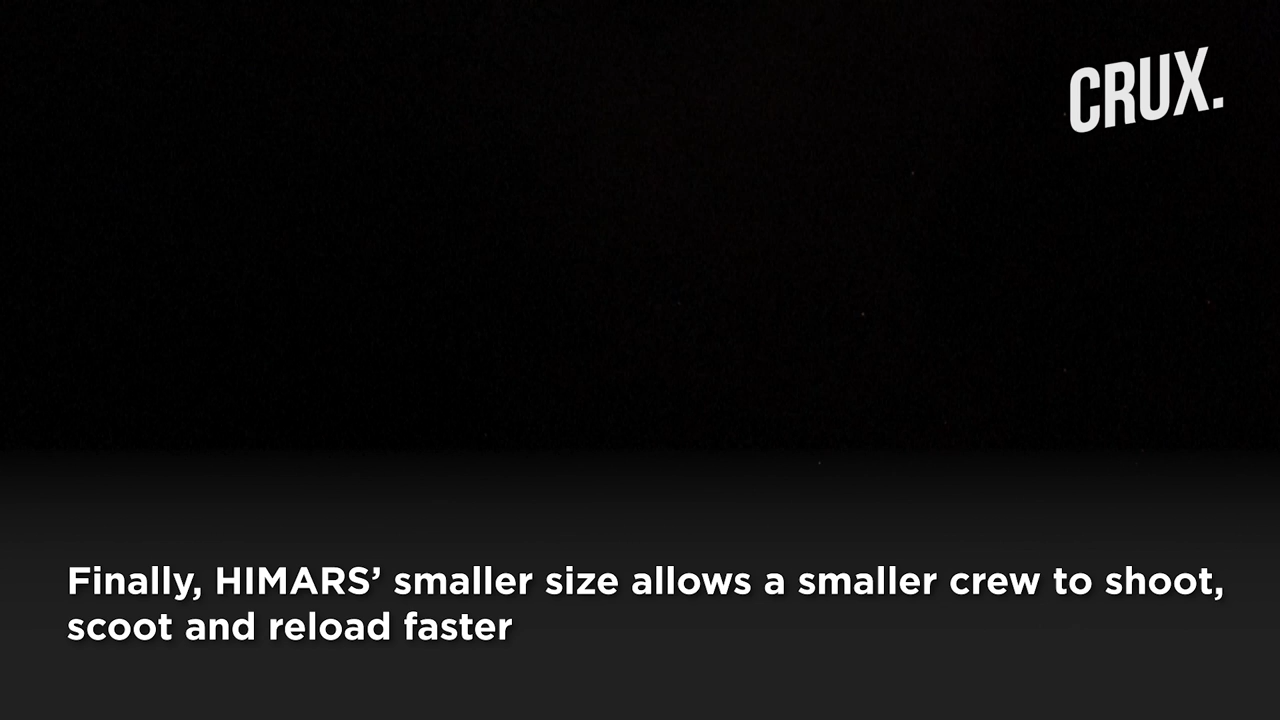 CRUX.
Finally, HIMARS’ smaller size allows a smaller crew to shoot,
scoot and reload faster